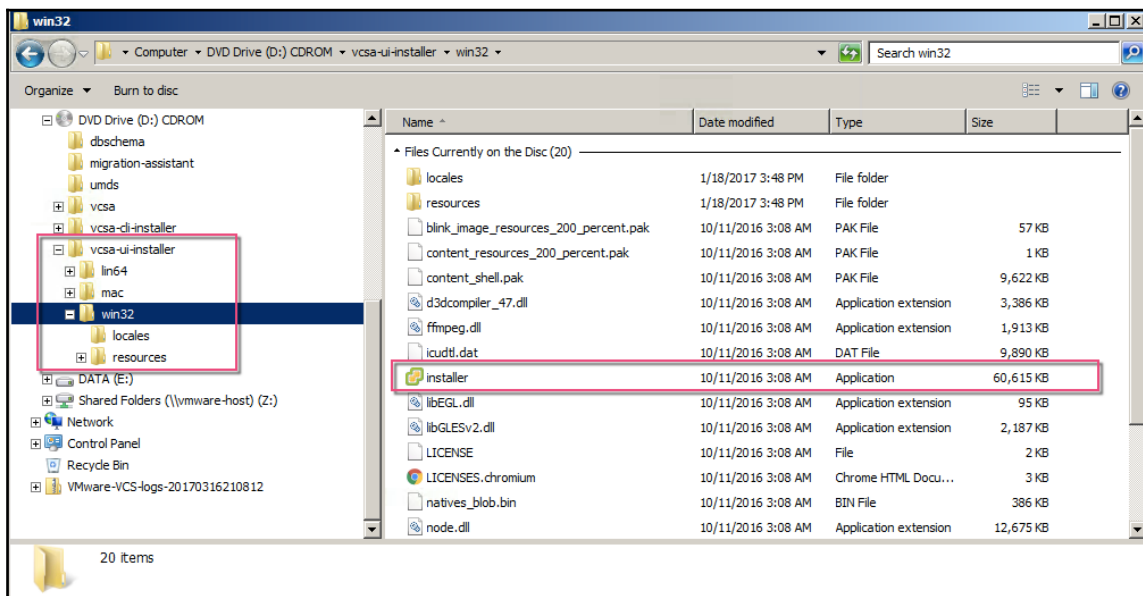 win32
Computer DVD Drive (D:) CDROM vcsa-ui-installer win32
Search win32
Organize Burn to disc
DVD Drive (D:) CDROM
dbschema
migration-assistant
umds
vcsa
vcsa-cli-installer
vcsa-ui-installer
lin64
mac
win32
locales
resources
DATA (E:)
Shared Folders (\\vmware-host) (Z:)
Network
Control Panel
Recycle Bin
VMware-VCS-logs-20170316210812
Name Date modified Type Size
Files Currently on the Disc (20)
locales 1/18/2017 3:48 PM File folder
resources 1/18/2017 3:48 PM File folder
blink_image_resources_200_percent.pak 10/11/2016 3:08 AM PAK File 57 KB
content_resources_200_percent.pak 10/11/2016 3:08 AM PAK File 1 KB
content_shell.pak 10/11/2016 3:08 AM PAK File 9,622 KB
d3dcompiler_47.dll 10/11/2016 3:08 AM Application extension 3,386 KB
ffmpeg.dll 10/11/2016 3:08 AM Application extension 1,913 KB
icudtl.dat 10/11/2016 3:08 AM DAT File 9,890 KB
installer 10/11/2016 3:08 AM Application 60,615 KB
libEGL.dll 10/11/2016 3:08 AM Application extension 95 KB
libGLESv2.dll 10/11/2016 3:08 AM Application extension 2,187 KB
LICENSE 10/11/2016 3:08 AM File 2 KB
LICENSES.chromium 10/11/2016 3:08 AM Chrome HTML Docu... 3 KB
natives_blob.bin 10/11/2016 3:08 AM BIN File 386 KB
node.dll 10/11/2016 3:08 AM Application extension 12,675 KB
20 items